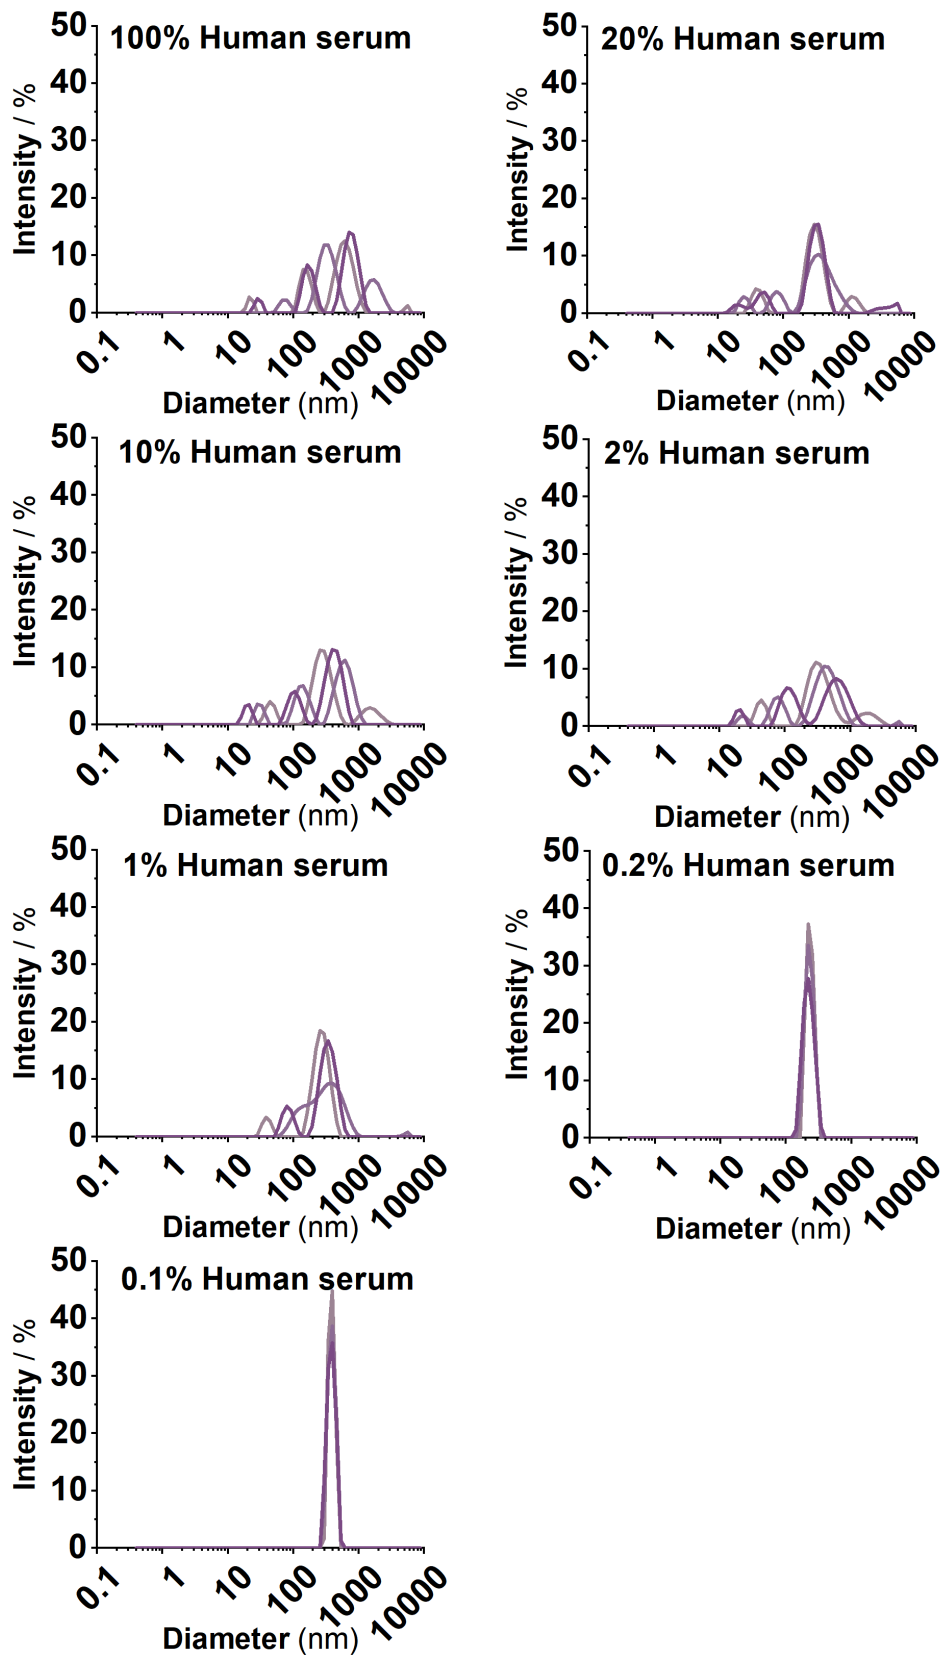 100% Human serum
Intensity / %
50
40
30
20
10
0
0.1 1 10 100 1000 10000
Diameter (nm)
20% Human serum
Intensity / %
50
40
30
20
10
0
0.1 1 10 100 1000 10000
Diameter (nm)
10% Human serum
Intensity / %
50
40
30
20
10
0
0.1 1 10 100 1000 10000
Diameter (nm)
2% Human serum
Intensity / %
50
40
30
20
10
0
0.1 1 10 100 1000 10000
Diameter (nm)
1% Human serum
Intensity / %
50
40
30
20
10
0
0.1 1 10 100 1000 10000
Diameter (nm)
0.2% Human serum
Intensity / %
50
40
30
20
10
0
0.1 1 10 100 1000 10000
Diameter (nm)
0.1% Human serum
Intensity / %
50
40
30
20
10
0
0.1 1 10 100 1000 10000
Diameter (nm)